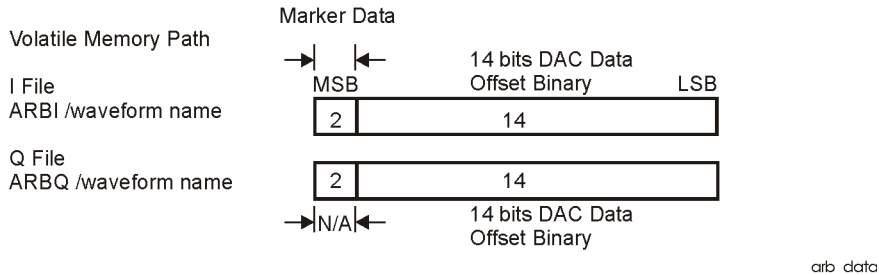 Marker Data
Volatile Memory Path
14 bits DAC Data
I File
MSB
Offset Binary
LSB
ARBI /waveform name
2
14
Q File
ARBQ /waveform name
2
14
N/A
14 bits DAC Data
Offset Binary
arb data